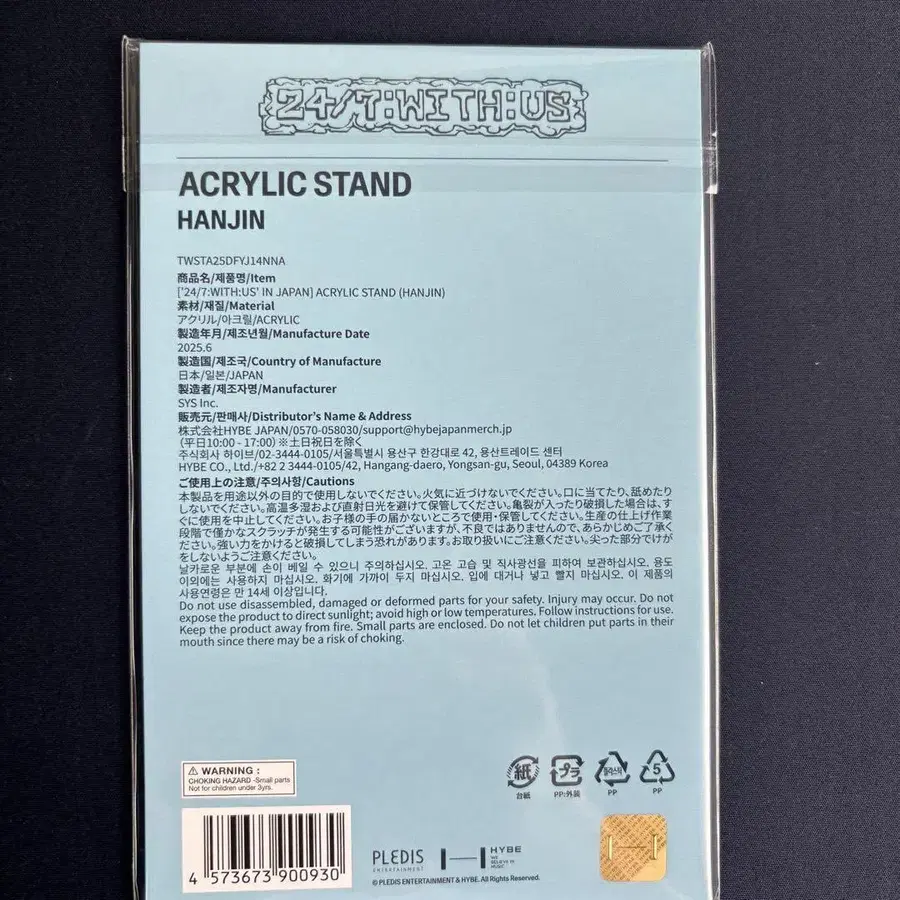 24/7:WITH:US
ACRYLIC STAND
HANJIN
TWSTA25DFYJ14NNA
商品名/제품명/Item
['24/7:WITH:US' IN JAPAN] ACRYLIC STAND (HANJIN)
素材/재질/Material
アクリル/아크릴/ACRYLIC
製造年月/제조년월/Manufacture Date
2025.6
製造国/제조국/Country of Manufacture
日本/일본/JAPAN
製造者/제조자명/Manufacturer
SYS Inc.
販売元/판매사/Distributor's Name & Address
株式会社HYBE JAPAN/0570-058030/support@hybejapanmerch.jp
（平日10:00 - 17:00）※土日祝日を除く
주식회사 하이브/02-3444-0105/서울특별시 용산구 한강대로 42, 용산트레이드 센터
HYBE CO., Ltd./+82 2 3444-0105/42, Hangang-daero, Yongsan-gu, Seoul, 04389 Korea
ご使用上の注意/주의사항/Cautions
本製品を用途以外の目的で使用しないでください。火気に近づけないでください。口に当てたり、舐めたり
しないでください。高温多湿および直射日光を避けて保管してください。亀裂が入ったり破損した場合は、す
ぐに使用を中止してください。お子様の手の届かないところで使用・保管してください。生産の仕上げ作業
段階で僅かなスクラッチが発生する可能性がございますが、不良ではありませんので、あらかじめご了承く
ださい。強い力をかけると破損してしまう恐れがあります。お取り扱いにご注意ください。尖った部分でけが
をしないようご注意ください。
날카로운 부분에 손이 베일 수 있으니 주의하십시오. 고온 고습 및 직사광선을 피하여 보관하십시오. 용도
이외에는 사용하지 마십시오. 화기에 가까이 두지 마십시오. 입에 대거나 넣고 빨지 마십시오. 이 제품의
사용연령은 만 14세 이상입니다.
Do not use disassembled, damaged or deformed parts for your safety. Injury may occur. Do not
expose the product to direct sunlight; avoid high or low temperatures. Follow instructions for use.
Keep the product away from fire. Small parts are enclosed. Do not let children put parts in their
mouth since there may be a risk of choking.
WARNING :
CHOKING HAZARD -Small parts
Not for children under 3yrs.
紙
台紙
プラ
PP:外装
플라스틱
PP
5
PP
4 573673 900930
PLEDIS
ENTERTAINMENT
HYBE
WE
BELIEVE IN
MUSIC
© PLEDIS ENTERTAINMENT & HYBE. All Rights Reserved.